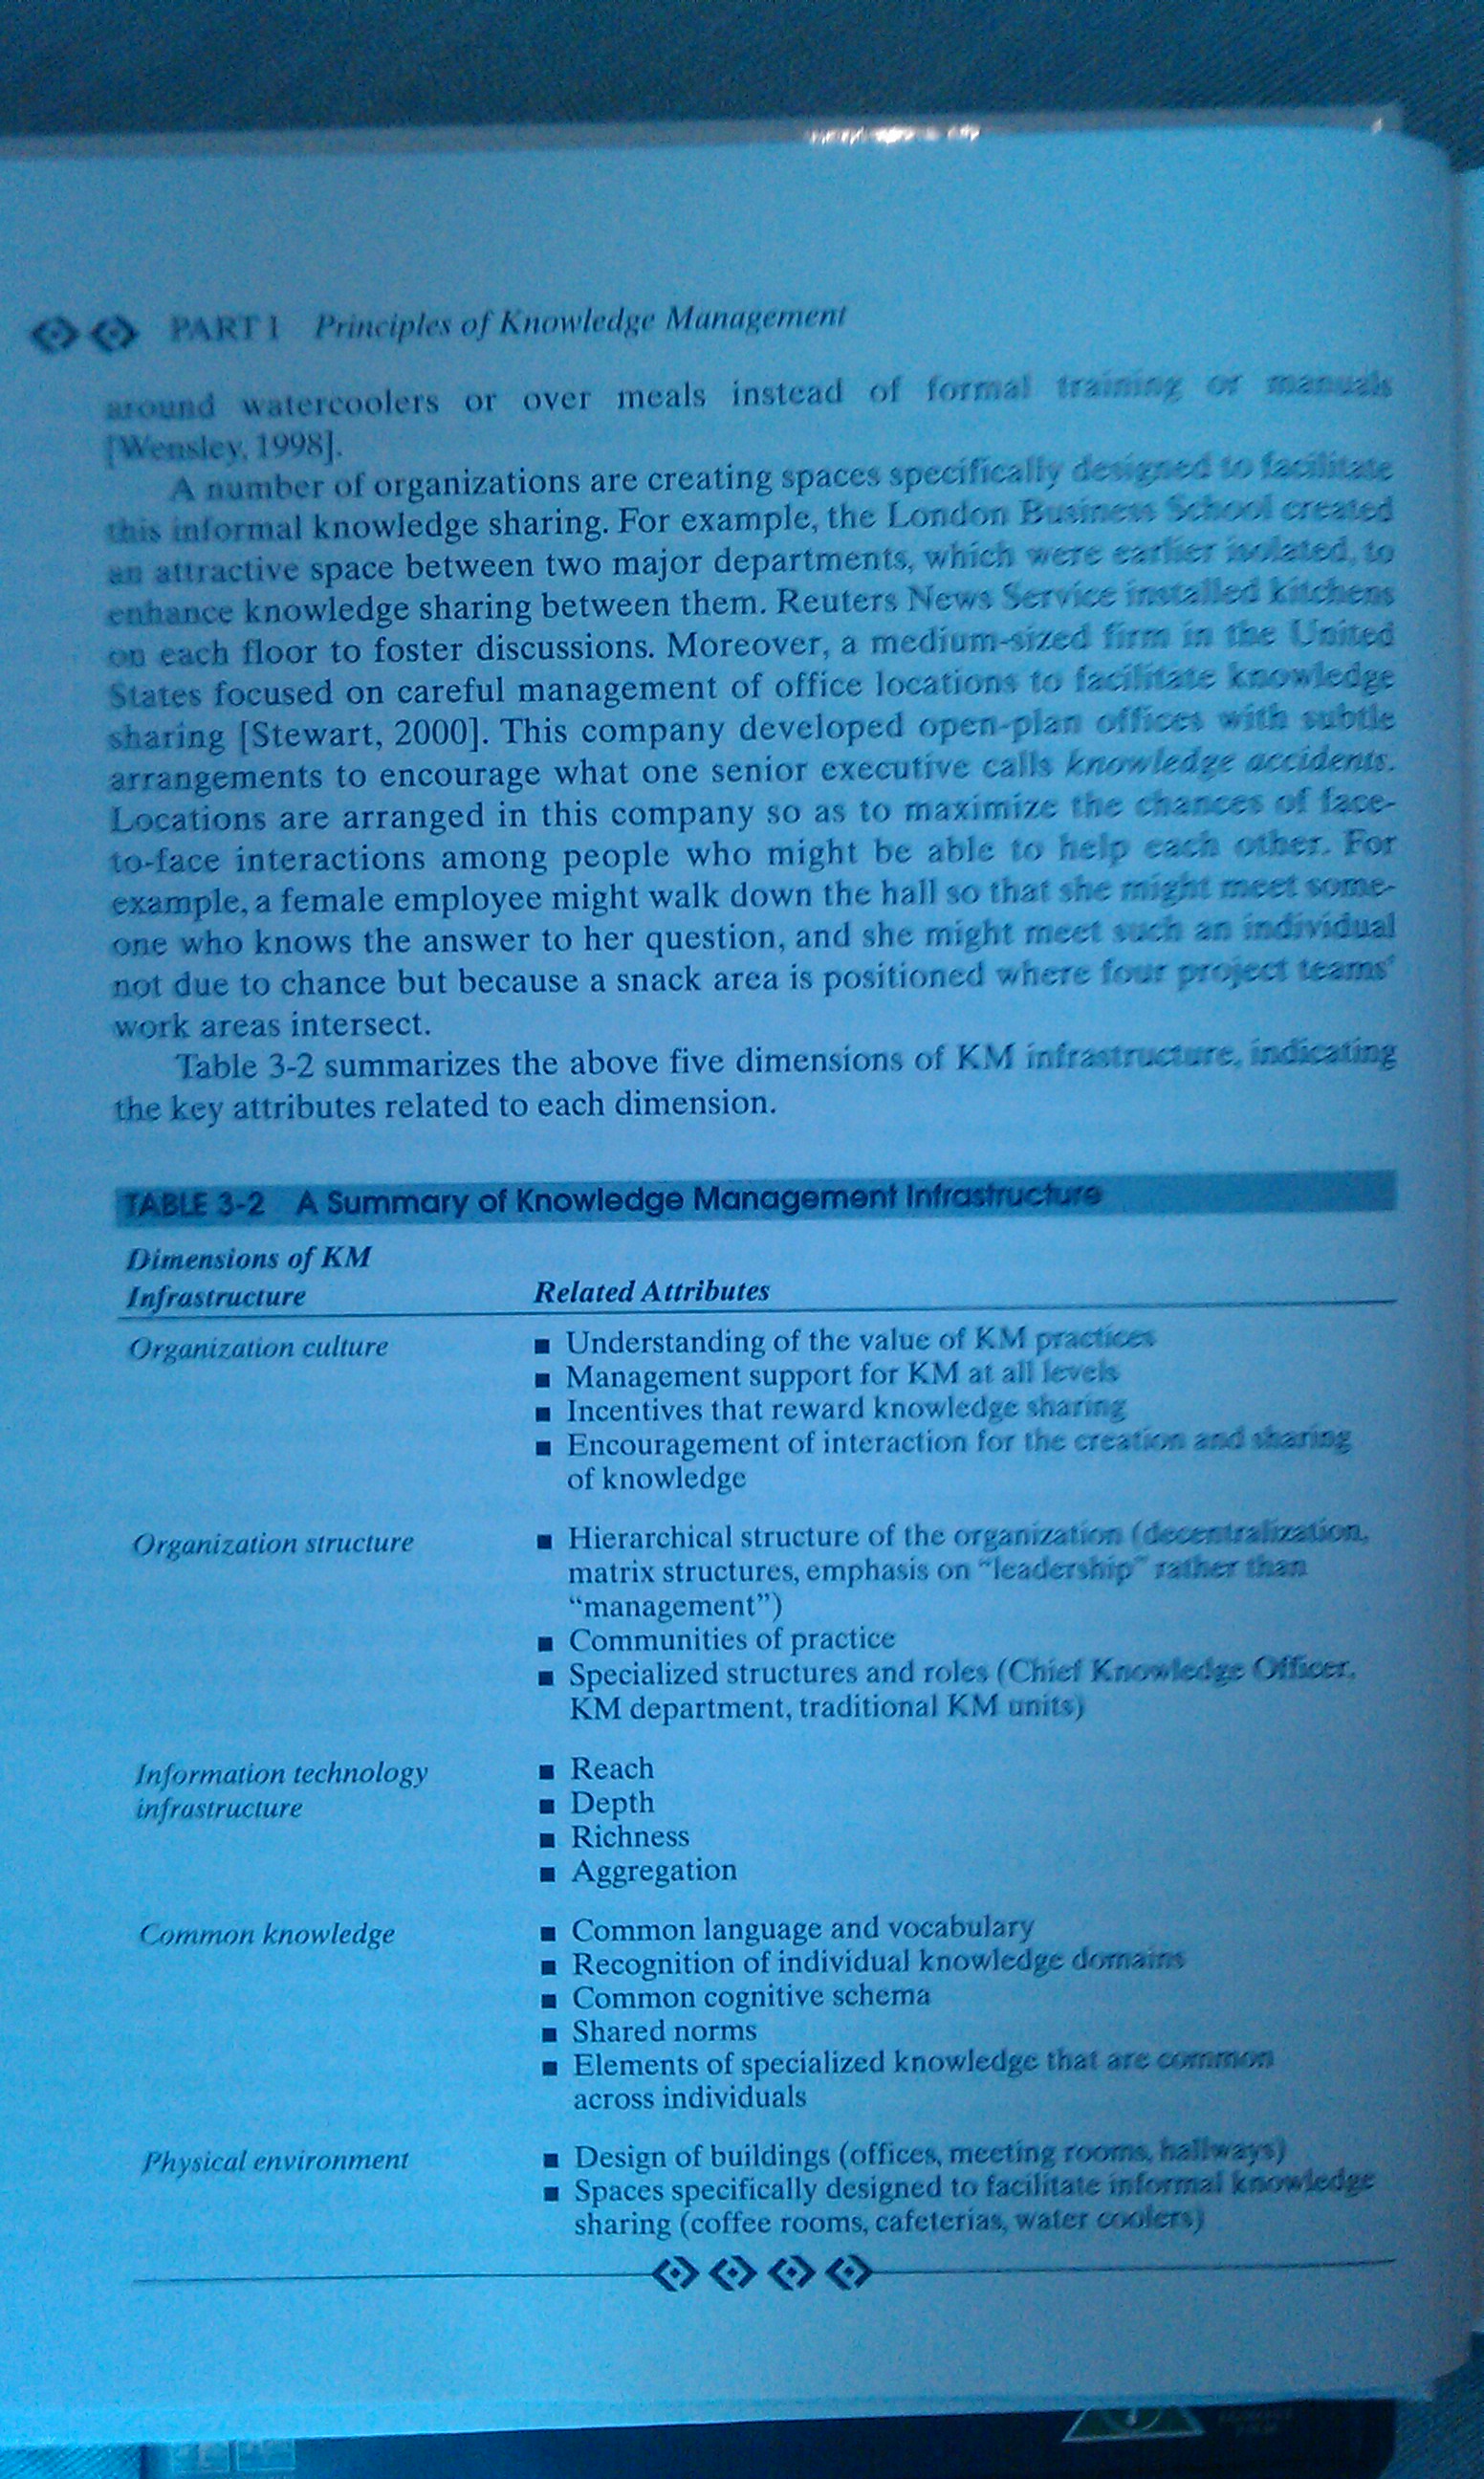 PART I Principles of Knowledge Management
around watercoolers or over meals instead of formal training or manuals
[Wensley, 1998].
A number of organizations are creating spaces specifically designed to facilitate
this informal knowledge sharing. For example, the London Business School created
an attractive space between two major departments, which were earlier isolated, to
enhance knowledge sharing between them. Reuters News Service installed kitchens
on each floor to foster discussions. Moreover, a medium-sized firm in the United
States focused on careful management of office locations to facilitate knowledge
sharing [Stewart, 2000]. This company developed open-plan offices with subtle
arrangements to encourage what one senior executive calls knowledge accidents.
Locations are arranged in this company so as to maximize the chances of face-
to-face interactions among people who might be able to help each other. For
example, a female employee might walk down the hall so that she might meet some-
one who knows the answer to her question, and she might meet such an individual
not due to chance but because a snack area is positioned where four project teams'
work areas intersect.
Table 3-2 summarizes the above five dimensions of KM infrastructure, indicating
the key attributes related to each dimension.
TABLE 3-2 A Summary of Knowledge Management Infrastructure
Dimensions of KM
Infrastructure Related Attributes
Organization culture ■ Understanding of the value of KM practices
■ Management support for KM at all levels
■ Incentives that reward knowledge sharing
■ Encouragement of interaction for the creation and sharing
of knowledge
Organization structure ■ Hierarchical structure of the organization (decentralization,
matrix structures, emphasis on “leadership” rather than
“management”)
■ Communities of practice
■ Specialized structures and roles (Chief Knowledge Officer,
KM department, traditional KM units)
Information technology ■ Reach
infrastructure ■ Depth
■ Richness
■ Aggregation
Common knowledge ■ Common language and vocabulary
■ Recognition of individual knowledge domains
■ Common cognitive schema
■ Shared norms
■ Elements of specialized knowledge that are common
across individuals
Physical environment ■ Design of buildings (offices, meeting rooms, hallways)
■ Spaces specifically designed to facilitate informal knowledge
sharing (coffee rooms, cafeterias, water coolers)